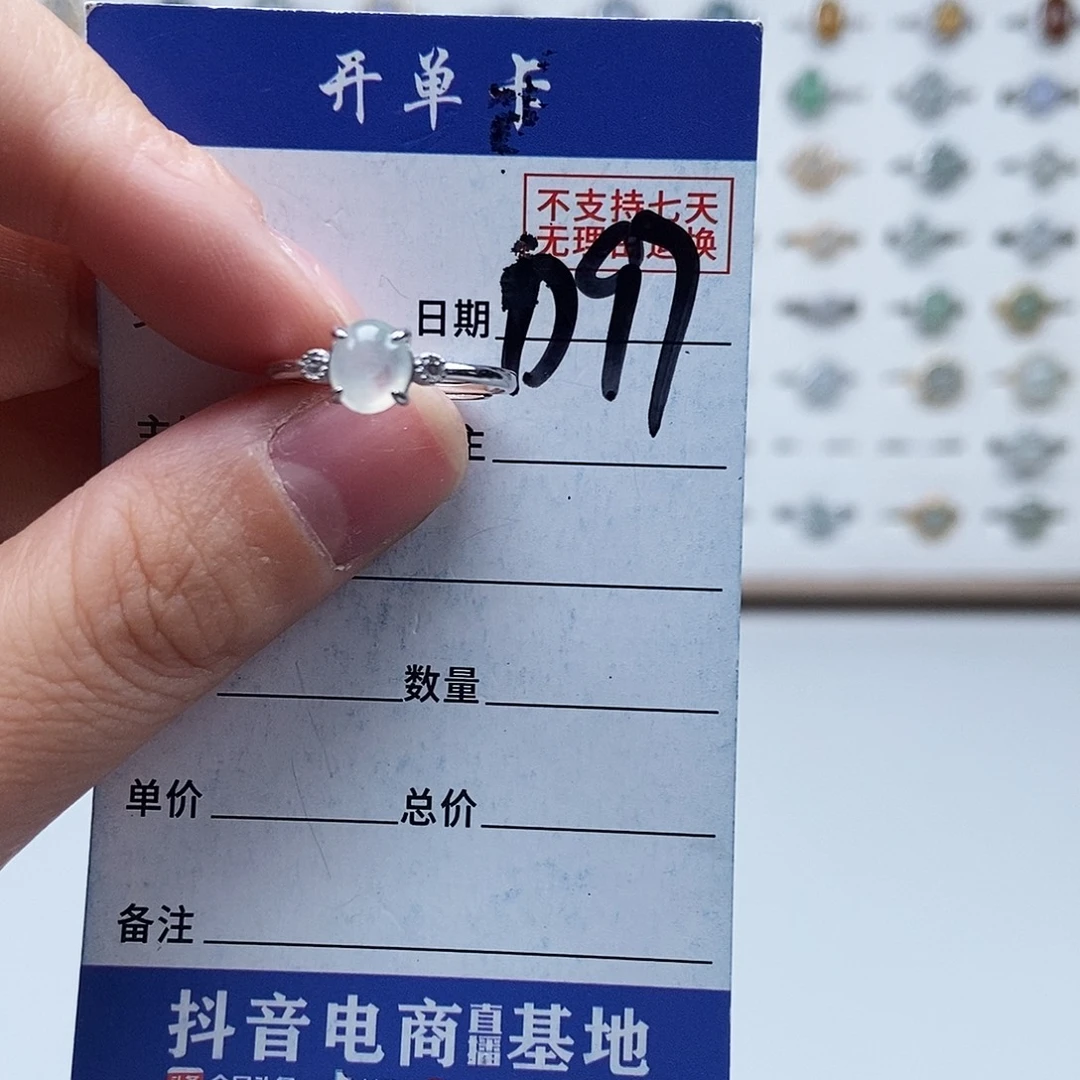 开单卡
不支持七天
无理由退换
日期 D97
主
数量
单价 总价
备注
抖音电商直播基地